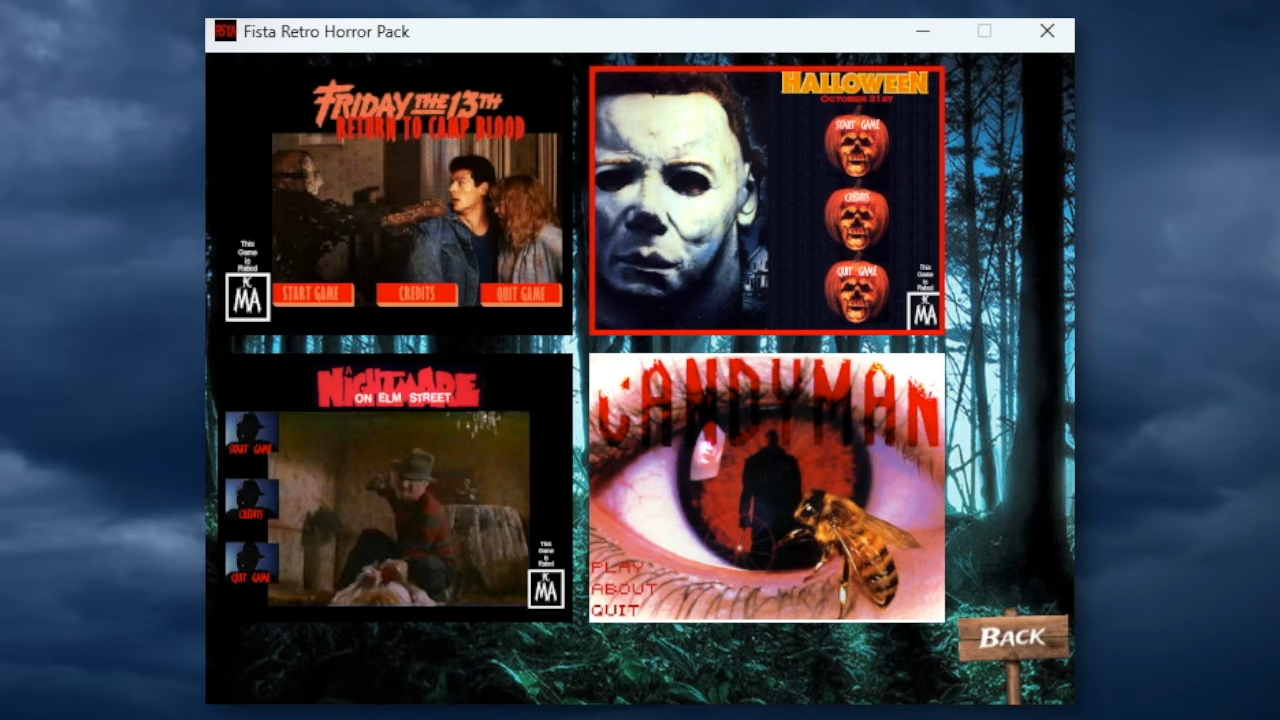 FISTA
Fista Retro Horror Pack
FRIDAY THE 13TH
RETURN TO CAMP BLOOD
This
Game
is
Rated
MA
START GAME
CREDITS
QUIT GAME
HALLOWEEN
OCTOBER 31ST
START GAME
CREDITS
QUIT GAME
This
Game
is
Rated
MA
A
NIGHTMARE
ON ELM STREET
START GAME
CREDITS
QUIT GAME
This
Game
is
Rated
MA
CANDYMAN
PLAY
ABOUT
QUIT
BACK